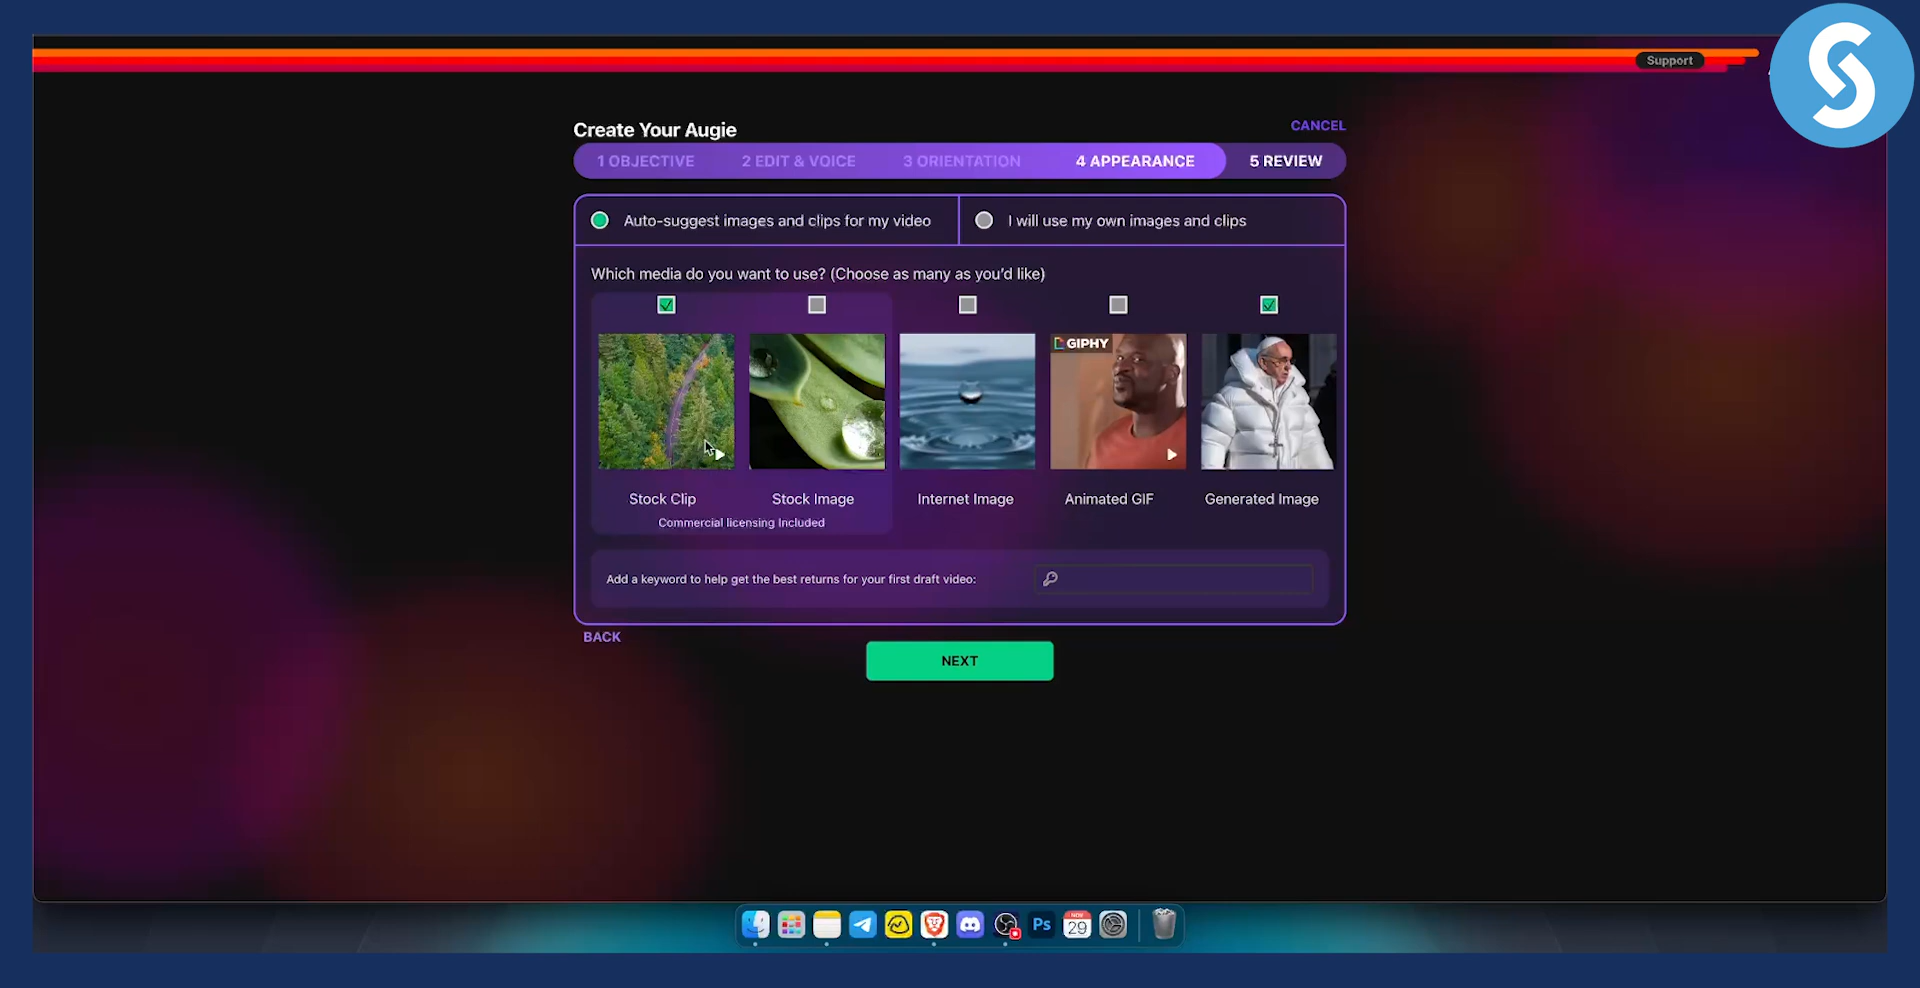 Support
Create Your Augie
CANCEL
1 OBJECTIVE 2 EDIT & VOICE 3 ORIENTATION 4 APPEARANCE 5 REVIEW
Auto-suggest images and clips for my video
I will use my own images and clips
Which media do you want to use? (Choose as many as you'd like)
GIPHY
Stock Clip Stock Image Internet Image Animated GIF Generated Image
Commercial licensing Included
Add a keyword to help get the best returns for your first draft video:
BACK
NEXT
Ps
NOV
29